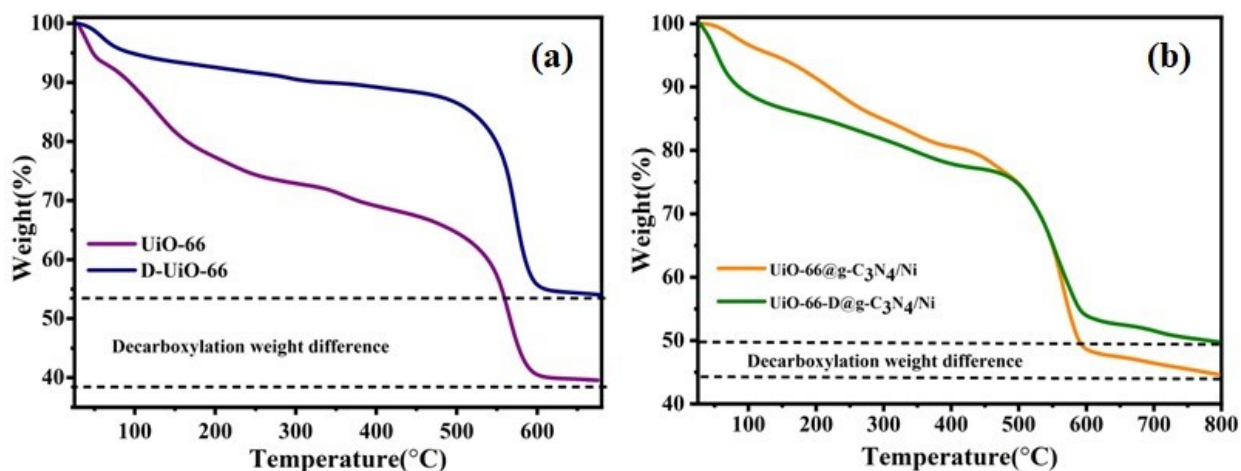 (a)
100
90
80
70
60
50
40
Weight(%)
UiO-66
D-UiO-66
Decarboxylation weight difference
100 200 300 400 500 600
Temperature(°C)
(b)
100
90
80
70
60
50
40
Weight(%)
UiO-66@g-C3N4/Ni
UiO-66-D@g-C3N4/Ni
Decarboxylation weight difference
100 200 300 400 500 600 700 800
Temperature(°C)